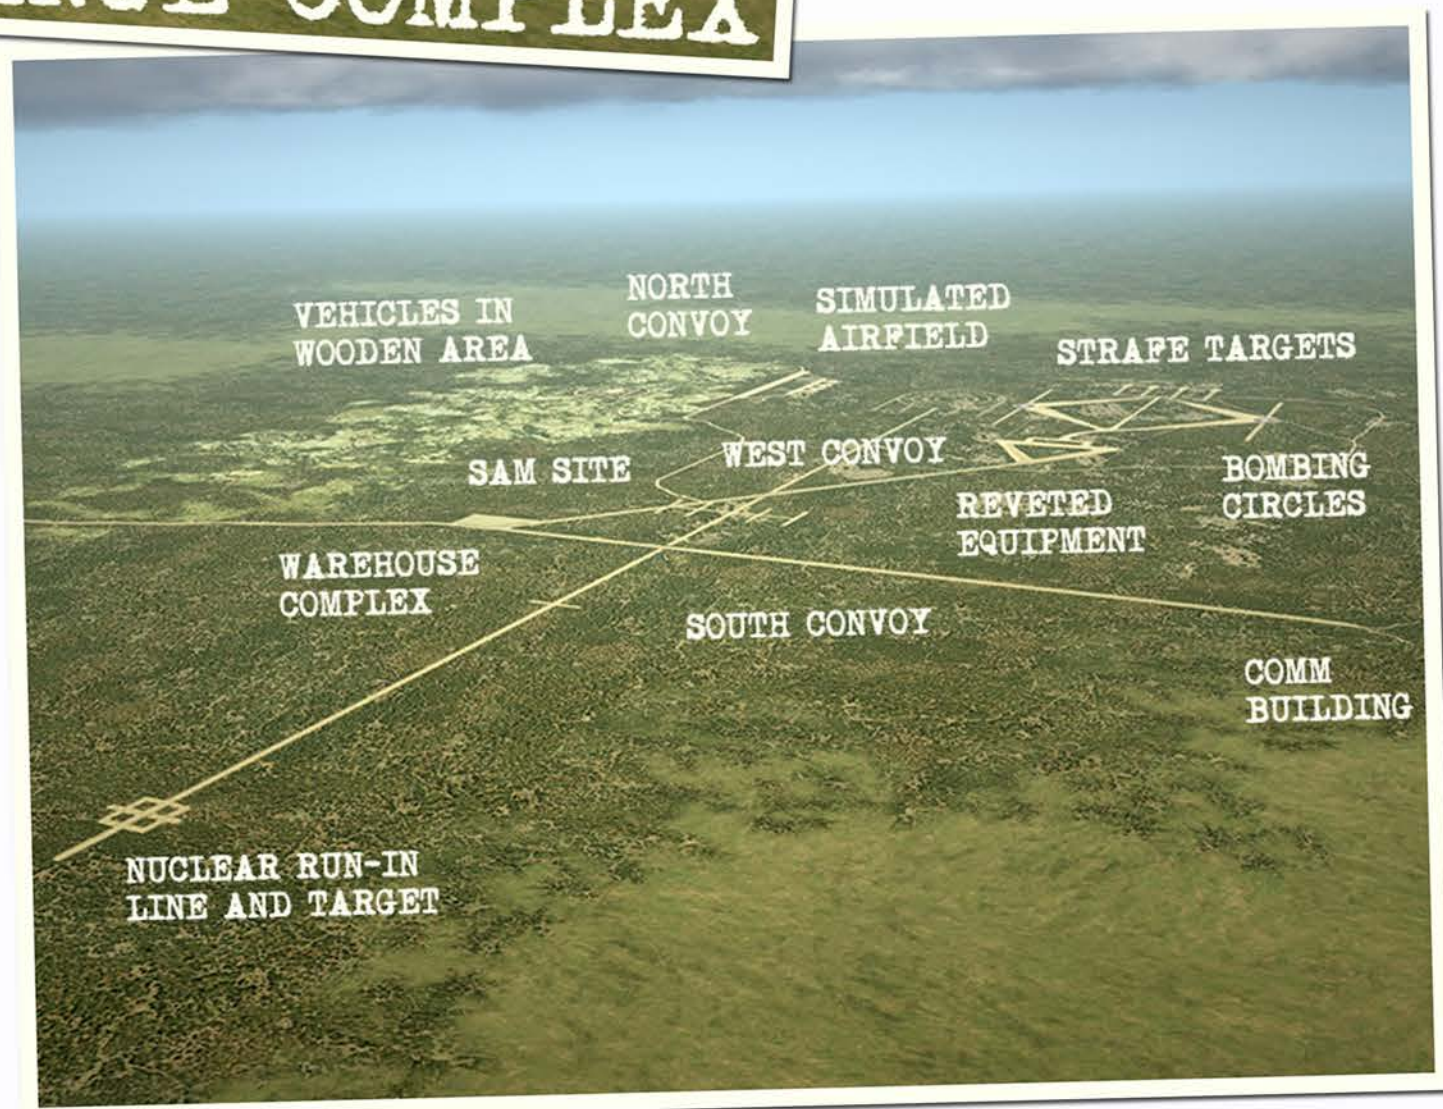 COMPLEX
VEHICLES IN
WOODEN AREA
NORTH
CONVOY
SIMULATED
AIRFIELD
STRAFE TARGETS
SAM SITE
WEST CONVOY
BOMBING
CIRCLES
REVETED
EQUIPMENT
WAREHOUSE
COMPLEX
SOUTH CONVOY
COMM
BUILDING
NUCLEAR RUN-IN
LINE AND TARGET